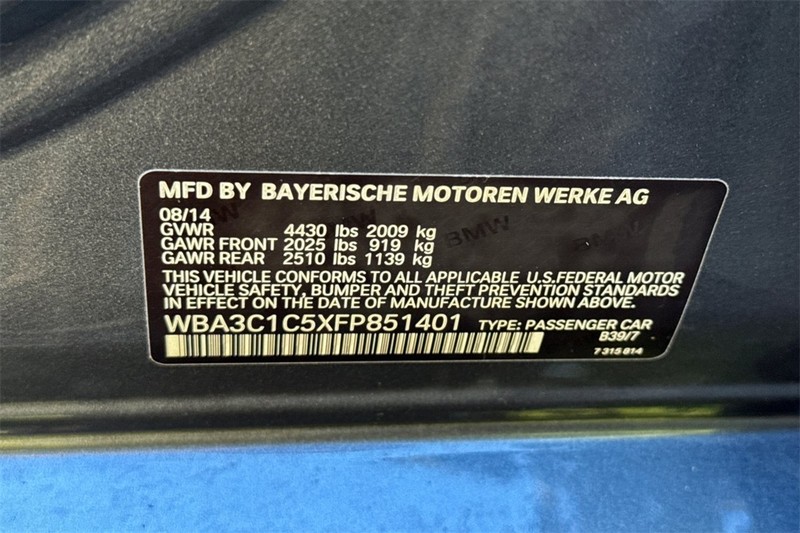 MFD BY BAYERISCHE MOTOREN WERKE AG
08/14
GVWR 4430 lbs 2009 kg
GAWR FRONT 2025 lbs 919 kg
GAWR REAR 2510 lbs 1139 kg
THIS VEHICLE CONFORMS TO ALL APPLICABLE U.S.FEDERAL MOTOR
VEHICLE SAFETY, BUMPER AND THEFT PREVENTION STANDARDS
IN EFFECT ON THE DATE OF MANUFACTURE SHOWN ABOVE.
WBA3C1C5XFP851401 TYPE: PASSENGER CAR
B39/7
7 315 814